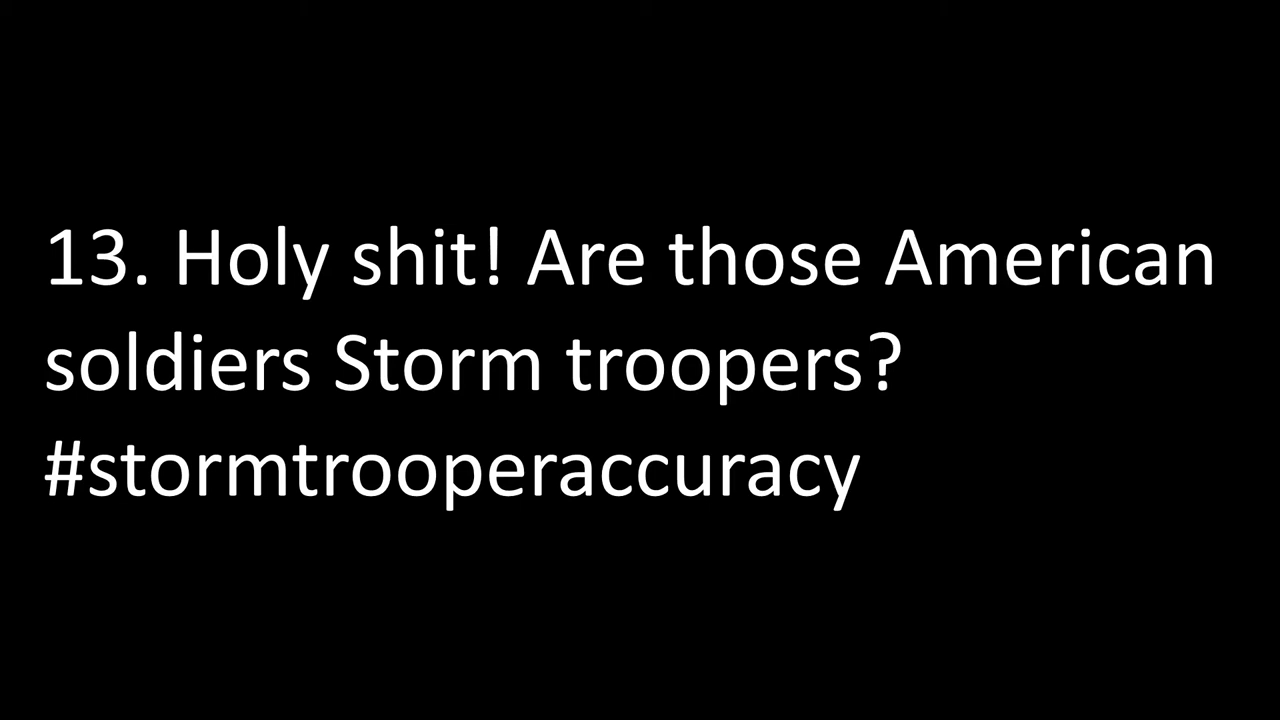 13. Holy shit! Are those American
soldiers Storm troopers?
#stormtrooperaccuracy